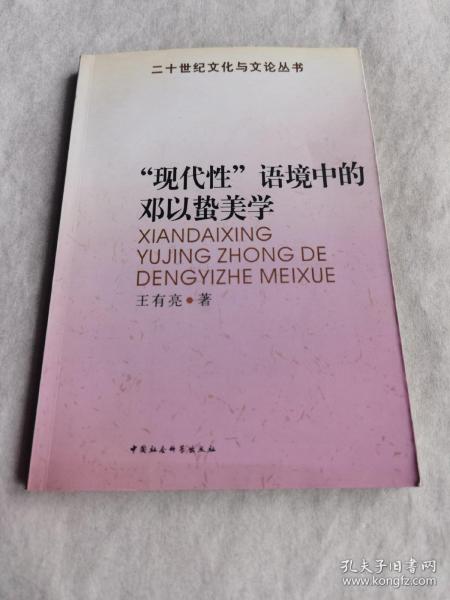 二十世纪文化与文论丛书
“现代性”语境中的
邓以蛰美学
XIANDAIXING
YUJING ZHONG DE
DENGYIZHE MEIXUE
王有亮●著
中国社会科学出版社
孔夫子旧书网
www.kongfz.com